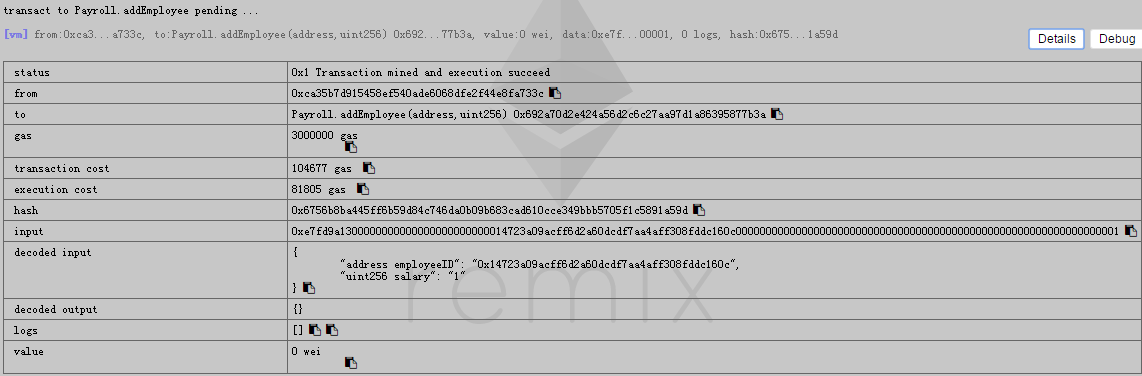 transact to Payroll.addEmployee pending ...
[vm] from:0xca3...a733c, to:Payroll.addEmployee(address,uint256) 0x692...77b3a, value:0 wei, data:0xe7f...00001, 0 logs, hash:0x675...1a59d
Details Debug
status 0x1 Transaction mined and execution succeed
from 0xca35b7d915458ef540ade6068dfe2f44e8fa733c
to Payroll.addEmployee(address,uint256) 0x692a70d2e424a56d2c6c27aa97d1a86395877b3a
gas 3000000 gas
transaction cost 104677 gas
execution cost 81805 gas
hash 0x6756b8ba445ff6b59d84c746da0b09b683cad610cce349bbb5705f1c5891a59d
input 0xe7fd9a1300000000000000000000000014723a09acff6d2a60dcdf7aa4aff308fddc160c0000000000000000000000000000000000000000000000000000000000000001
decoded input {
"address employeeID": "0x14723a09acff6d2a60dcdf7aa4aff308fddc160c",
"uint256 salary": "1"
}
decoded output {}
logs []
value 0 wei
remix